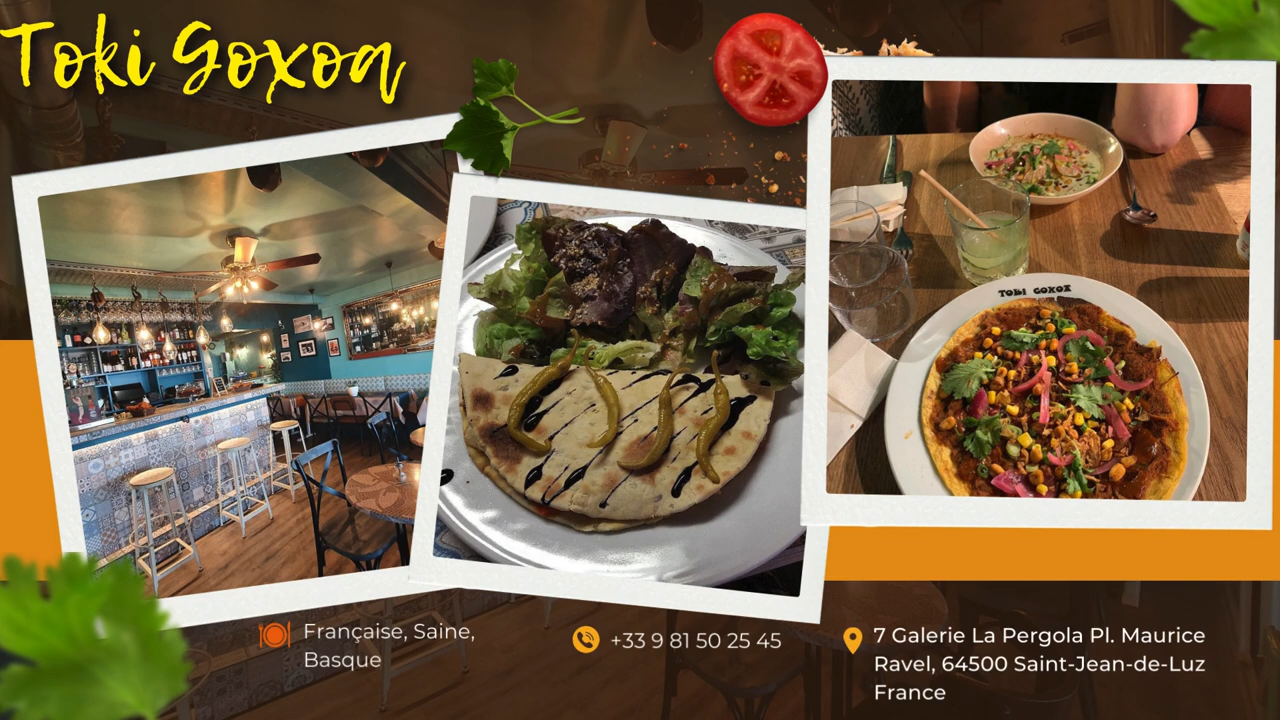 Toki Goxoa
TOKI GOXOA
Française, Saine,
Basque
+33 9 81 50 25 45
7 Galerie La Pergola Pl. Maurice
Ravel, 64500 Saint-Jean-de-Luz
France